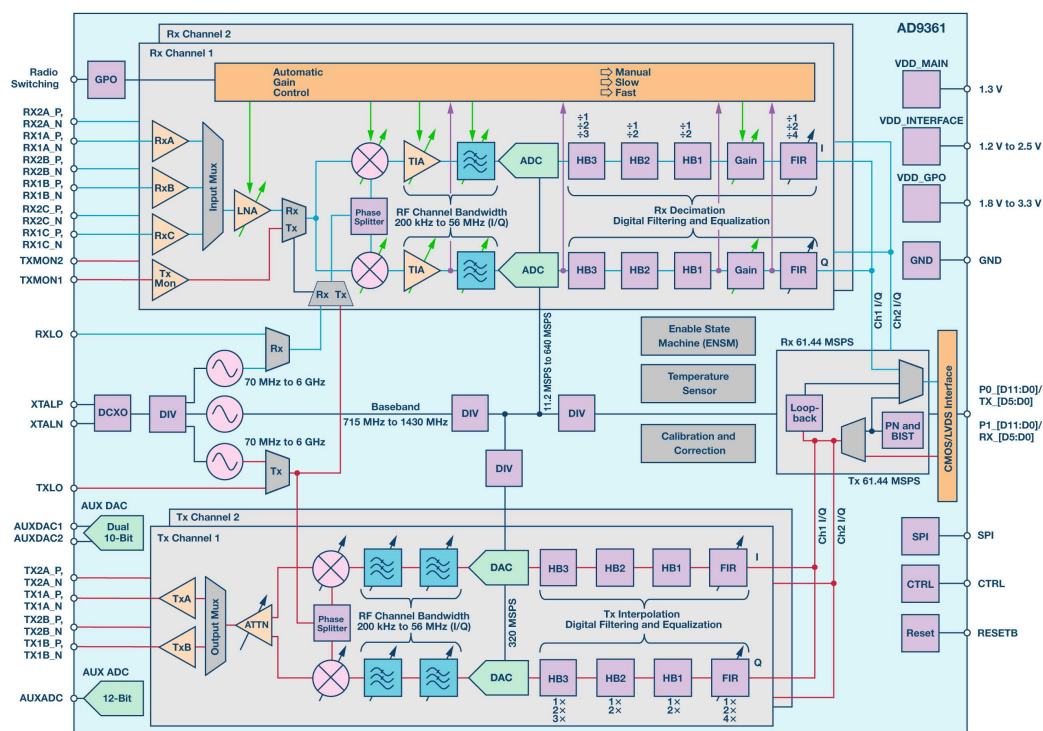 AD9361
Rx Channel 2
Rx Channel 1
Radio
Switching
GPO
Automatic
Gain
Control
Manual
Slow
Fast
VDD_MAIN
1.3 V
VDD_INTERFACE
1.2 V to 2.5 V
VDD_GPO
1.8 V to 3.3 V
GND
RX2A_P,
RX2A_N
RX1A_P,
RX1A_N
RX2B_P,
RX2B_N
RX1B_P,
RX1B_N
RX2C_P,
RX2C_N
RX1C_P,
RX1C_N
TXMON2
TXMON1
RxA
RxB
RxC
Tx
Mon
Input Mux
LNA
Rx
Tx
TIA
ADC
÷1
÷2
÷3
÷1
÷2
÷1
÷2
÷1
÷2
÷4
HB3
HB2
HB1
Gain
FIR
I
Phase
Splitter
RF Channel Bandwidth
200 kHz to 56 MHz (I/Q)
Rx Decimation
Digital Filtering and Equalization
TIA
ADC
HB3
HB2
HB1
Gain
FIR
Q
Rx Tx
RXLO
Rx
70 MHz to 6 GHz
XTALP
XTALN
DCXO
DIV
Baseband
715 MHz to 1430 MHz
DIV
DIV
DIV
11.2 MSPS to 640 MSPS
70 MHz to 6 GHz
Tx
TXLO
Enable State
Machine (ENSM)
Temperature
Sensor
Calibration and
Correction
Ch1 I/Q
Ch2 I/Q
Rx 61.44 MSPS
Loop-
back
PN and
BIST
Tx 61.44 MSPS
CMOS/LVDS Interface
P0_[D11:D0]/
TX_[D5:D0]
P1_[D11:D0]/
RX_[D5:D0]
AUX DAC
AUXDAC1
AUXDAC2
Dual
10-Bit
Tx Channel 2
Tx Channel 1
Ch1 I/Q
Ch2 I/Q
SPI
SPI
CTRL
CTRL
Reset
RESETB
TX2A_P,
TX2A_N
TX1A_P,
TX1A_N
TX2B_P,
TX2B_N
TX1B_P,
TX1B_N
TxA
TxB
Output Mux
ATTN
DAC
HB3
HB2
HB1
FIR
I
Phase
Splitter
RF Channel Bandwidth
200 kHz to 56 MHz (I/Q)
320 MSPS
Tx Interpolation
Digital Filtering and Equalization
DAC
HB3
HB2
HB1
FIR
Q
1×
2×
3×
1×
2×
1×
2×
1×
2×
4×
AUX ADC
AUXADC
12-Bit